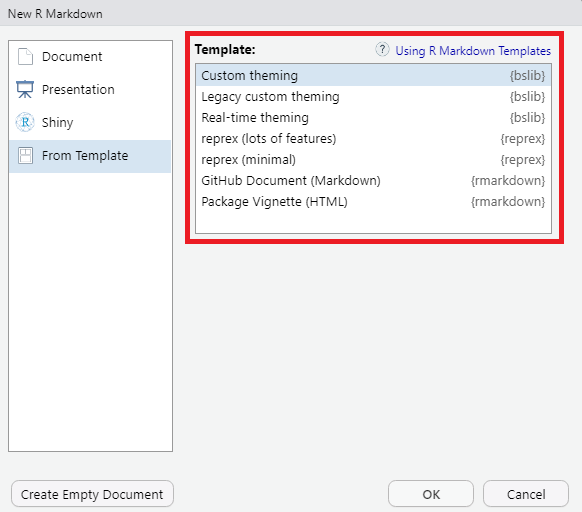 New R Markdown
Document
Presentation
R Shiny
From Template
Template: ? Using R Markdown Templates
Custom theming {bslib}
Legacy custom theming {bslib}
Real-time theming {bslib}
reprex (lots of features) {reprex}
reprex (minimal) {reprex}
GitHub Document (Markdown) {rmarkdown}
Package Vignette (HTML) {rmarkdown}
Create Empty Document OK Cancel